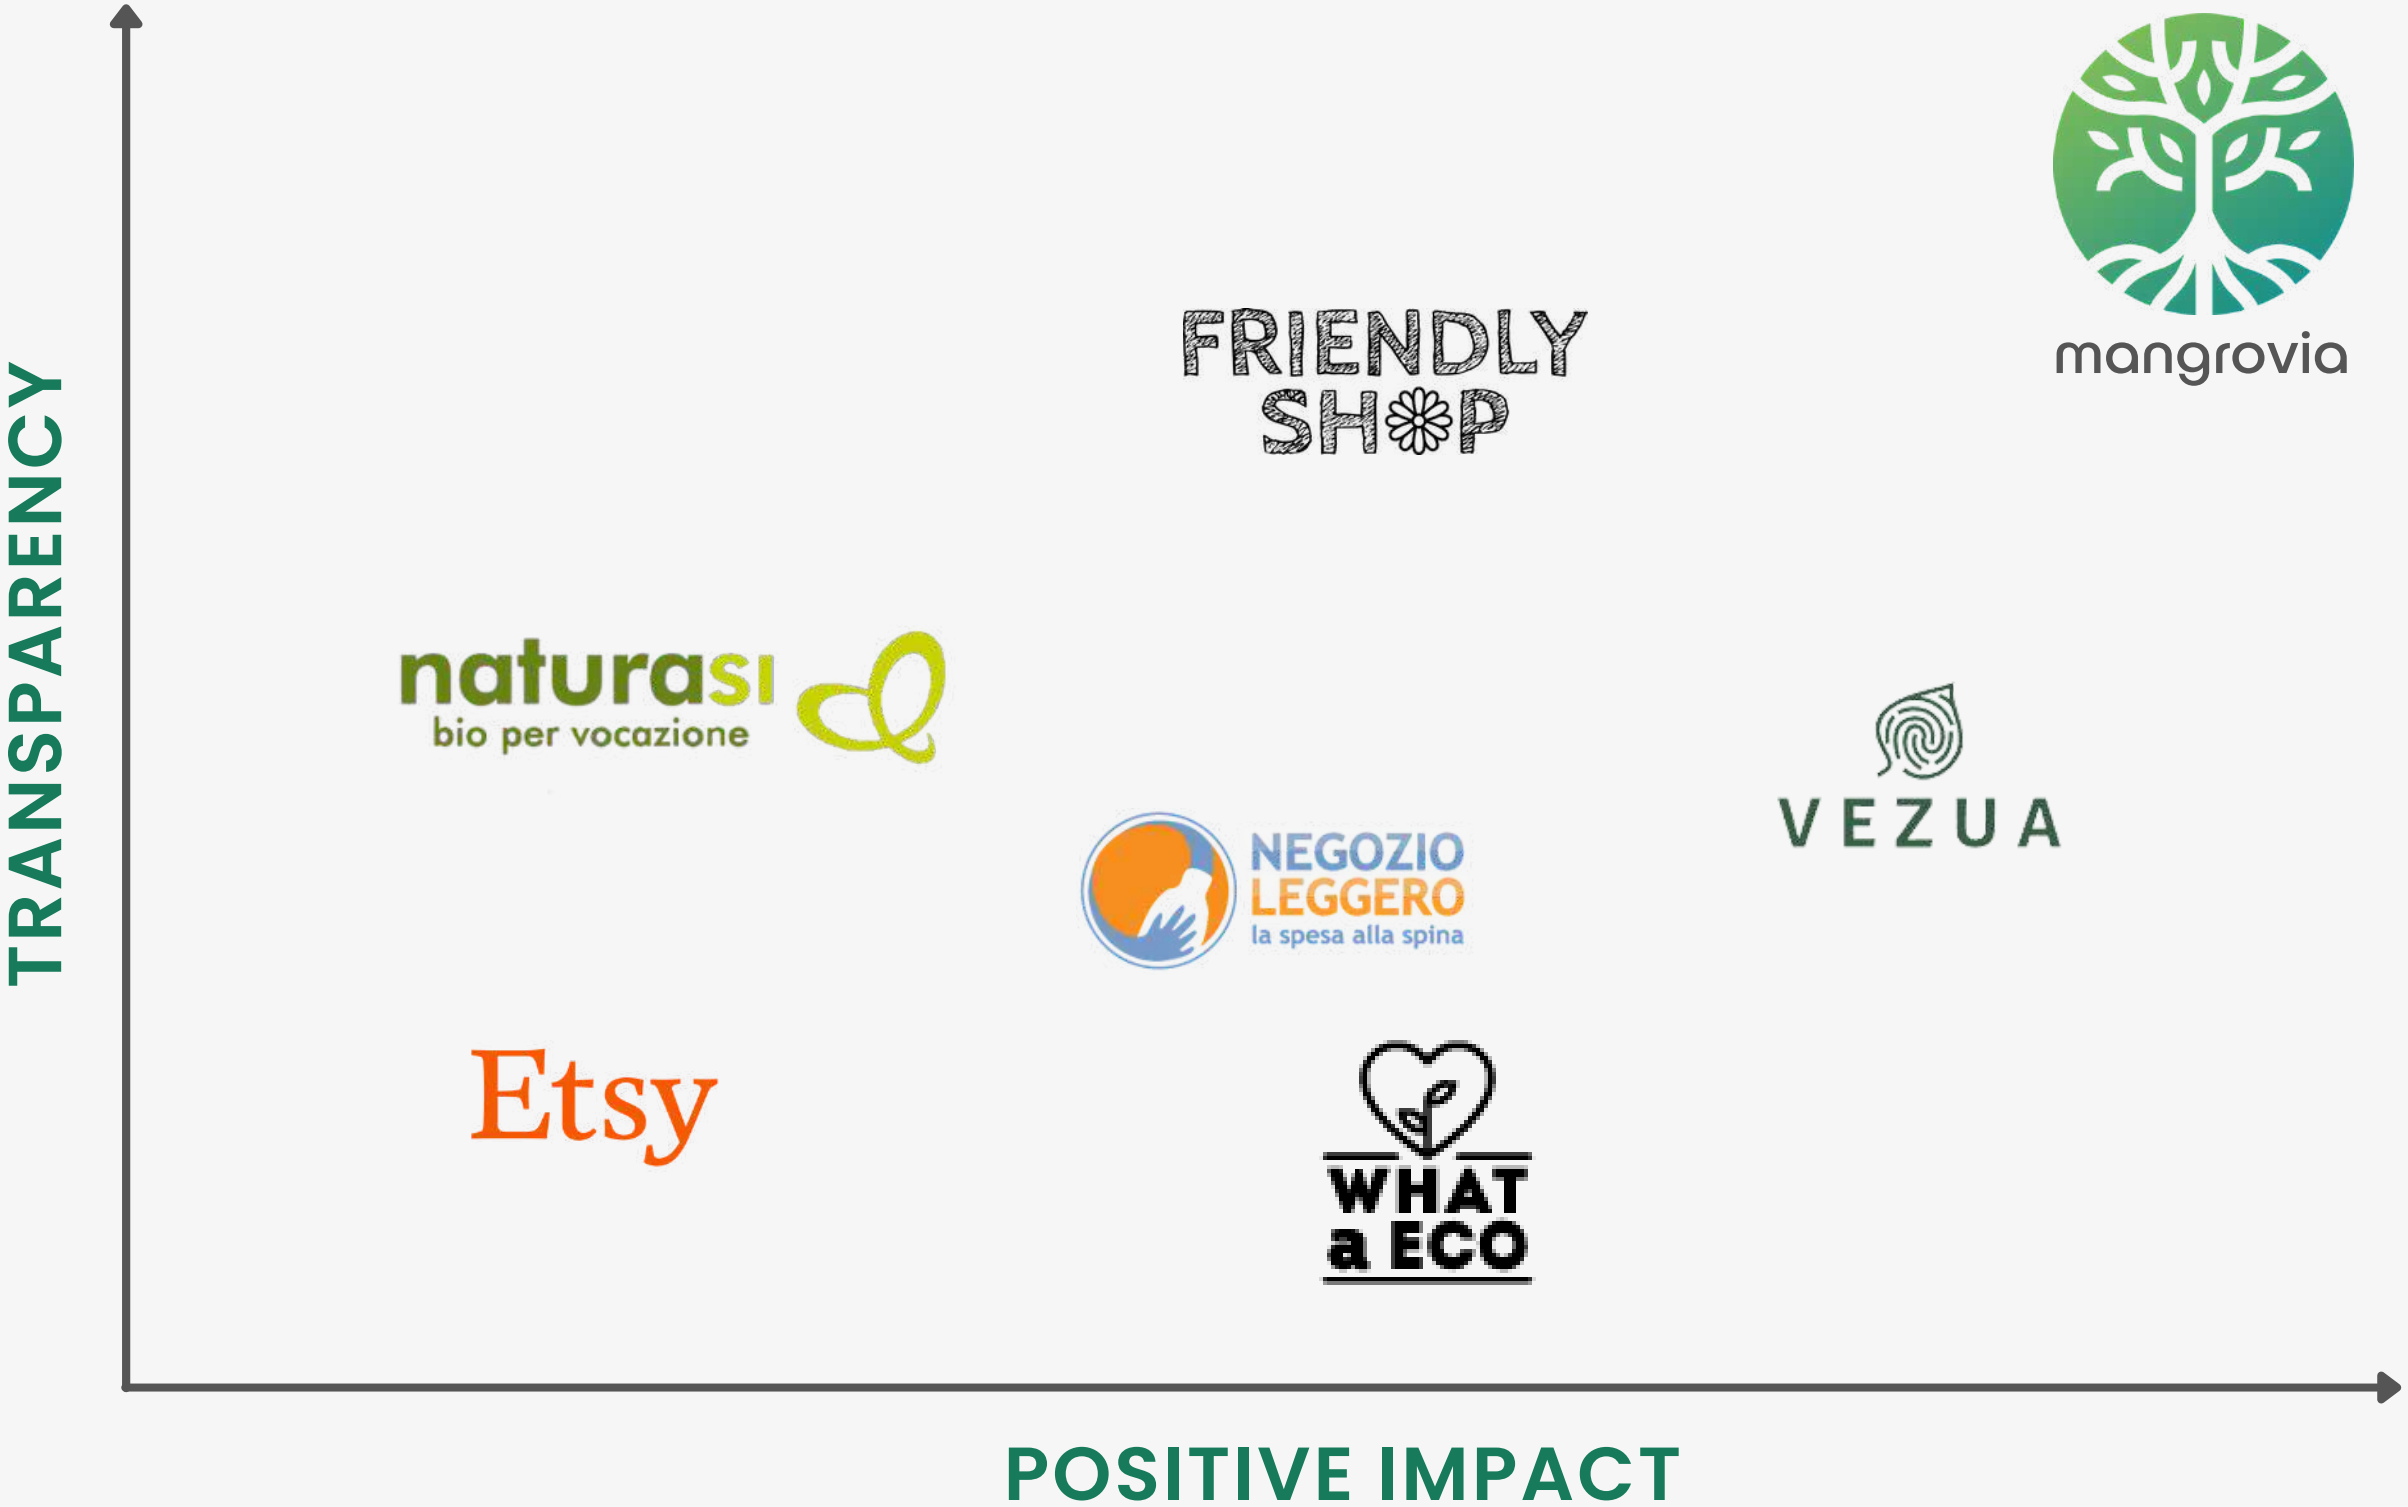 TRANSPARENCY
mangrovia
FRIENDLY
SHOP
naturasì
bio per vocazione
VEZUA
NEGOZIO
LEGGERO
la spesa alla spina
Etsy
WHAT
a ECO
POSITIVE IMPACT